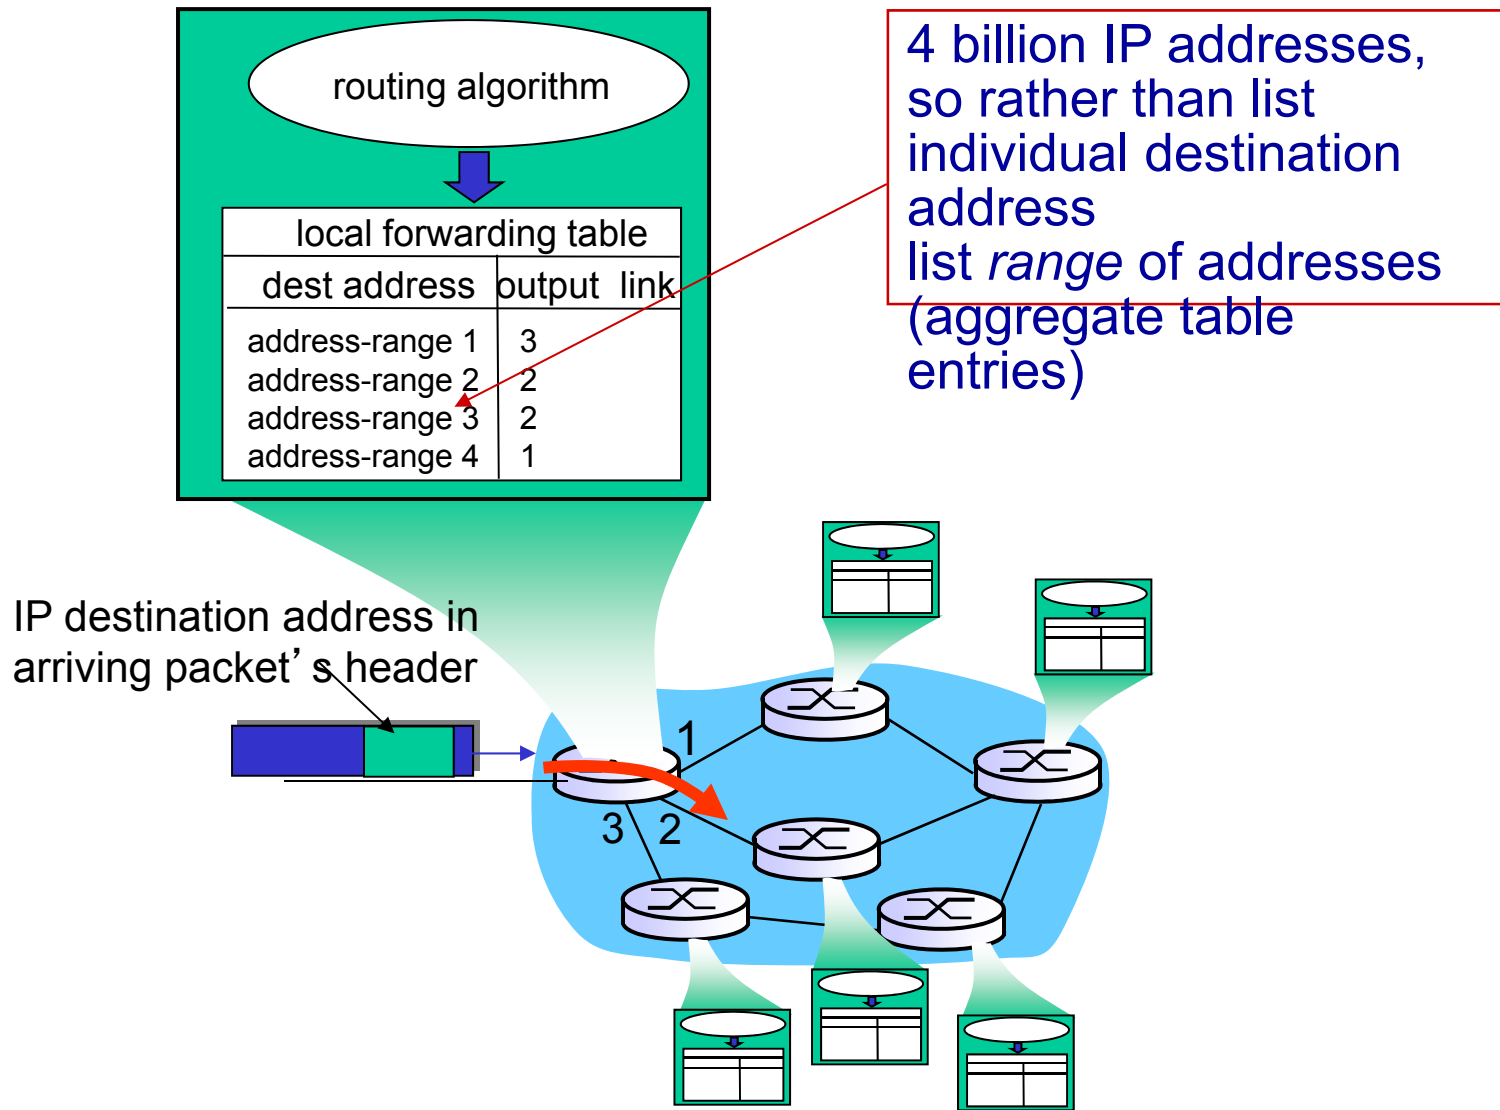 routing algorithm
local forwarding table
dest address output link
address-range 1 3
address-range 2 2
address-range 3 2
address-range 4 1
4 billion IP addresses,
so rather than list
individual destination
address
list range of addresses
(aggregate table
entries)
IP destination address in
arriving packet’s header
1
3 2